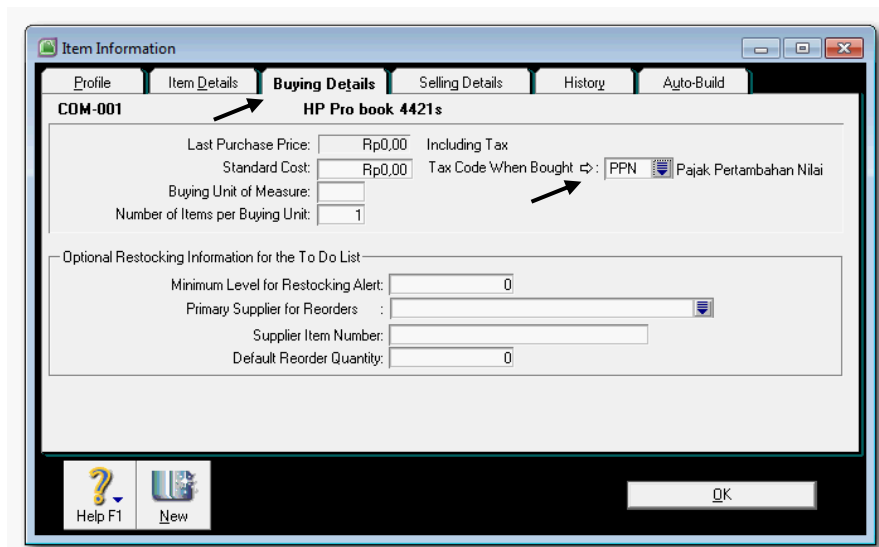 Item Information
Profile Item Details Buying Details Selling Details History Auto-Build
COM-001 HP Pro book 4421s
Last Purchase Price: Rp0,00 Including Tax
Standard Cost: Rp0,00 Tax Code When Bought ⇨: PPN Pajak Pertambahan Nilai
Buying Unit of Measure:
Number of Items per Buying Unit: 1
Optional Restocking Information for the To Do List
Minimum Level for Restocking Alert: 0
Primary Supplier for Reorders :
Supplier Item Number:
Default Reorder Quantity: 0
Help F1 New OK